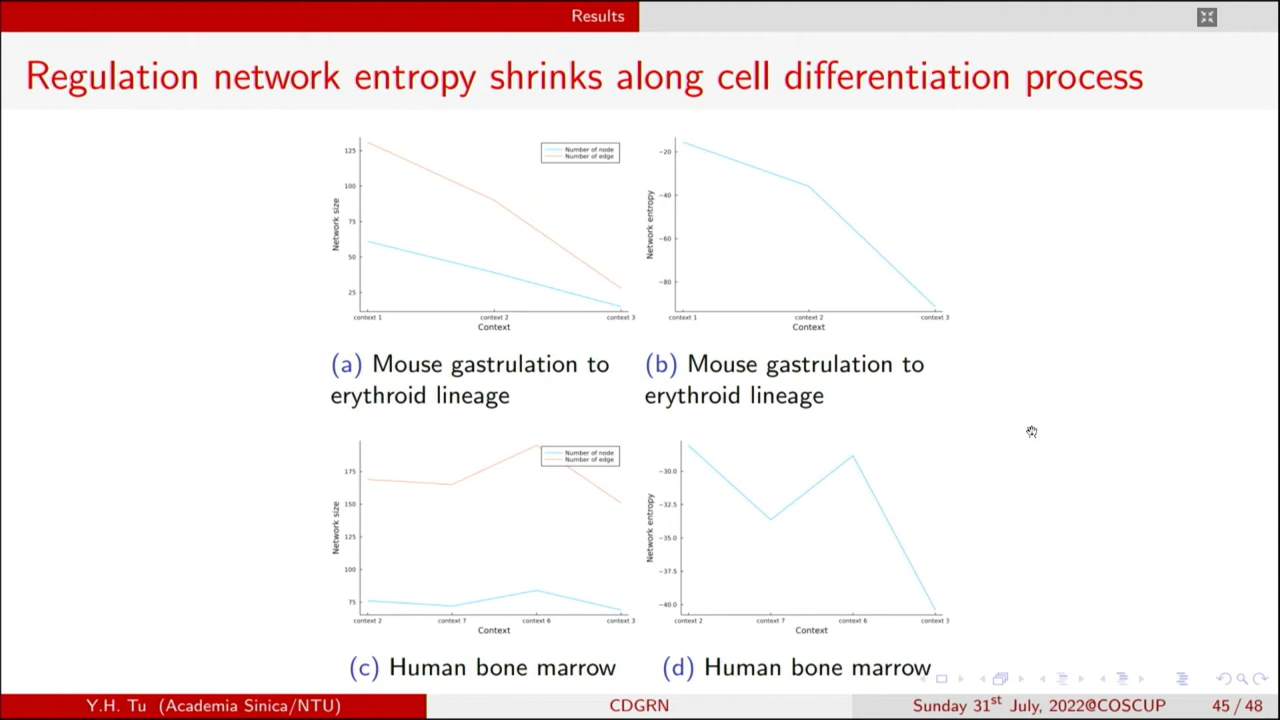 Results
Regulation network entropy shrinks along cell differentiation process
125
100
75
50
25
Network size
Number of node
Number of edge
context 1
context 2
context 3
Context
−20
−40
−60
−80
Network entropy
context 1
context 2
context 3
Context
(a) Mouse gastrulation to
erythroid lineage
(b) Mouse gastrulation to
erythroid lineage
175
150
125
100
75
Network size
Number of node
Number of edge
context 2
context 7
context 6
context 3
Context
−30.0
−32.5
−35.0
−37.5
−40.0
Network entropy
context 2
context 7
context 6
context 3
Context
(c) Human bone marrow
(d) Human bone marrow
Y.H. Tu (Academia Sinica/NTU)
CDGRN
Sunday 31st July, 2022@COSCUP
45 / 48